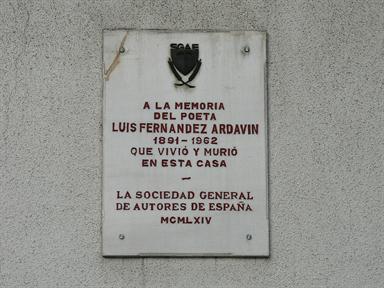 SGAE
A LA MEMORIA
DEL POETA
LUIS FERNANDEZ ARDAVIN
1891-1962
QUE VIVIÓ Y MURIÓ
EN ESTA CASA
—
LA SOCIEDAD GENERAL
DE AUTORES DE ESPAÑA
MCMLXIV